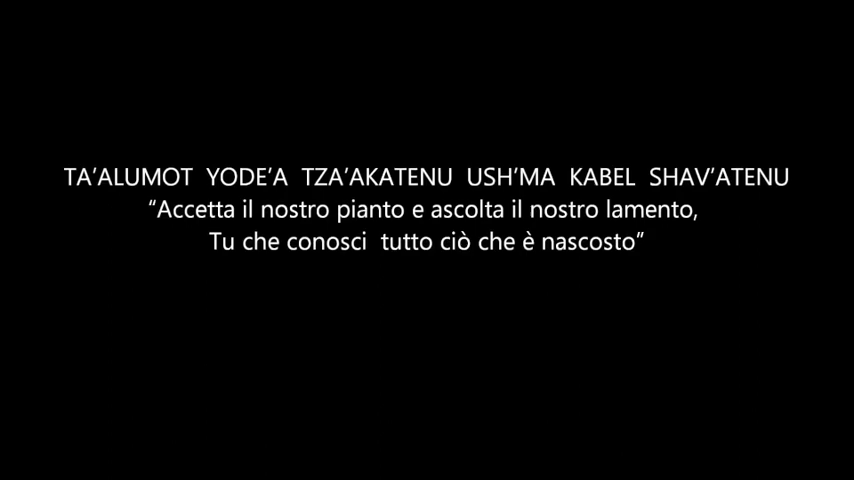 TA’ALUMOT YODE’A TZA’AKATENU USH’MA KABEL SHAV’ATENU
“Accetta il nostro pianto e ascolta il nostro lamento,
Tu che conosci tutto ciò che è nascosto”